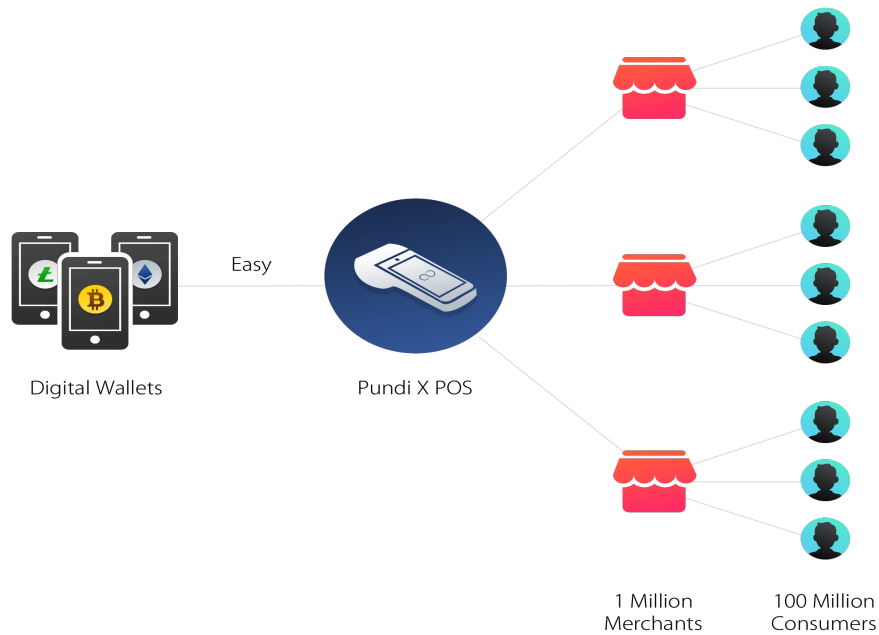 Easy
Digital Wallets
Pundi X POS
1 Million
Merchants
100 Million
Consumers